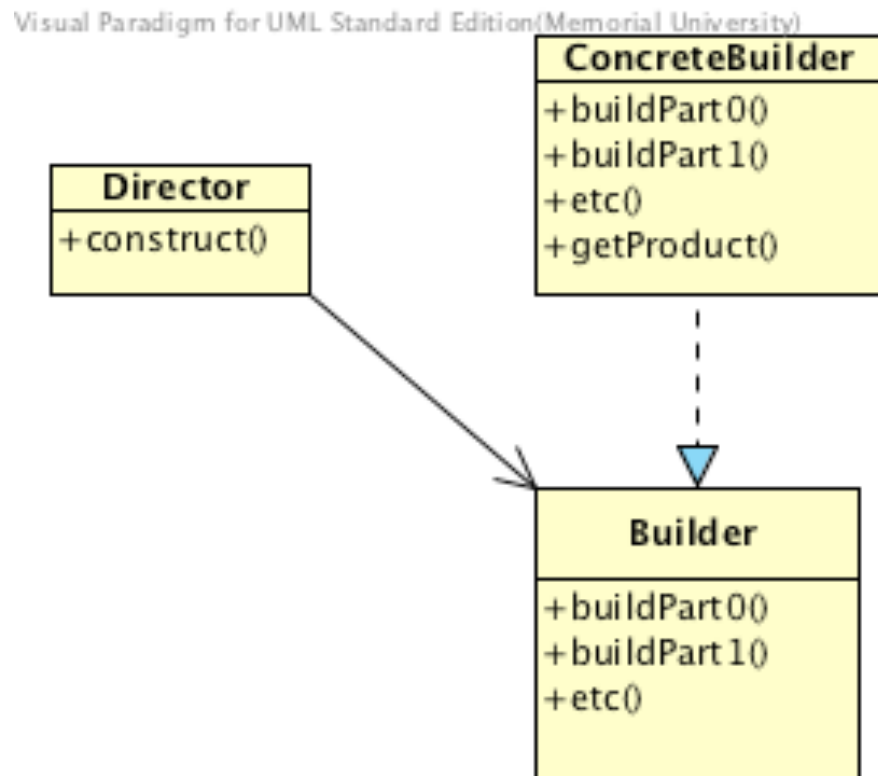 Visual Paradigm for UML Standard Edition(Memorial University)
ConcreteBuilder
+buildPart0()
+buildPart1()
+etc()
+getProduct()
Director
+construct()
Builder
+buildPart0()
+buildPart1()
+etc()